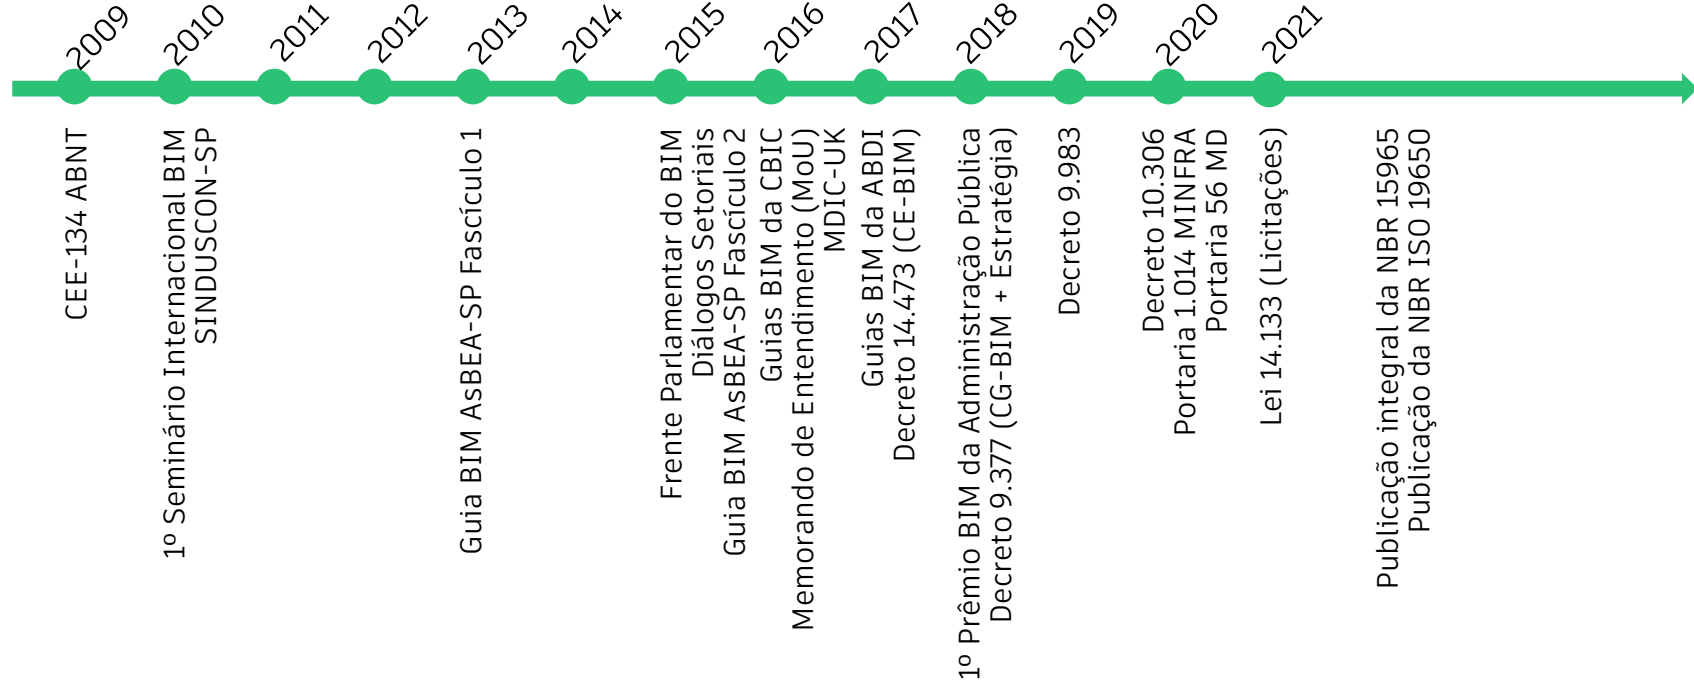 2009
2010
2011
2012
2013
2014
2015
2016
2017
2018
2019
2020
2021
CEE-134 ABNT
1º Seminário Internacional BIM
SINDUSCON-SP
Guia BIM AsBEA-SP Fascículo 1
Frente Parlamentar do BIM
Diálogos Setoriais
Guia BIM AsBEA-SP Fascículo 2
Guias BIM da CBIC
Memorando de Entendimento (MoU)
MDIC-UK
Guias BIM da ABDI
Decreto 14.473 (CE-BIM)
1º Prêmio BIM da Administração Pública
Decreto 9.377 (CG-BIM + Estratégia)
Decreto 9.983
Decreto 10.306
Portaria 1.014 MINFRA
Portaria 56 MD
Lei 14.133 (Licitações)
Publicação integral da NBR 15965
Publicação da NBR ISO 19650